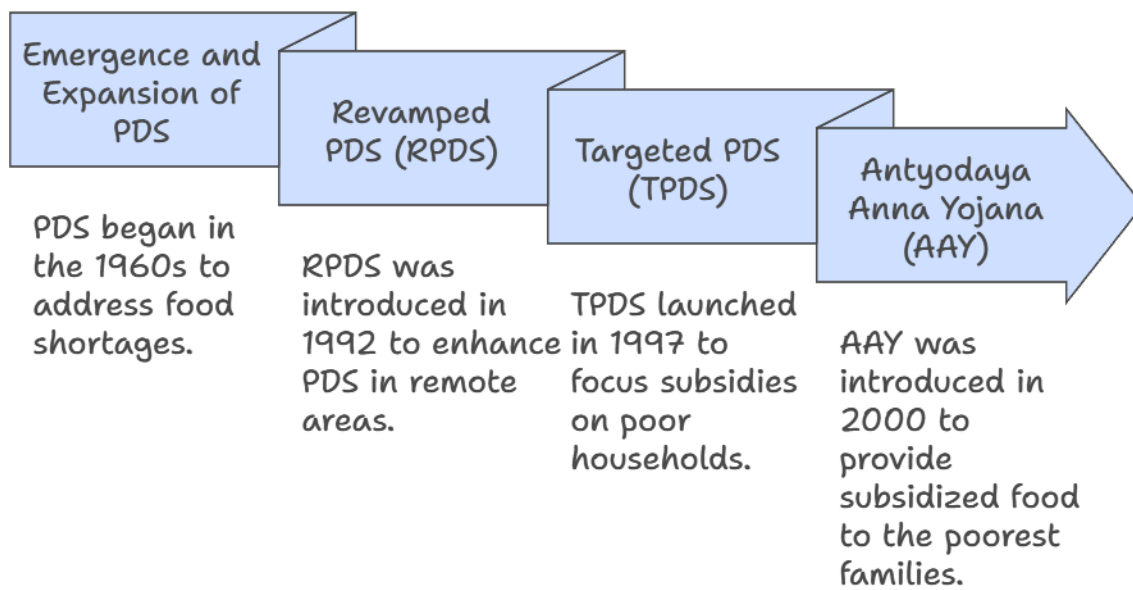 Emergence and
Expansion of
PDS
PDS began in
the 1960s to
address food
shortages.
Revamped
PDS (RPDS)
RPDS was
introduced in
1992 to enhance
PDS in remote
areas.
Targeted PDS
(TPDS)
TPDS launched
in 1997 to
focus subsidies
on poor
households.
Antyodaya
Anna Yojana
(AAY)
AAY was
introduced in
2000 to
provide
subsidized food
to the poorest
families.